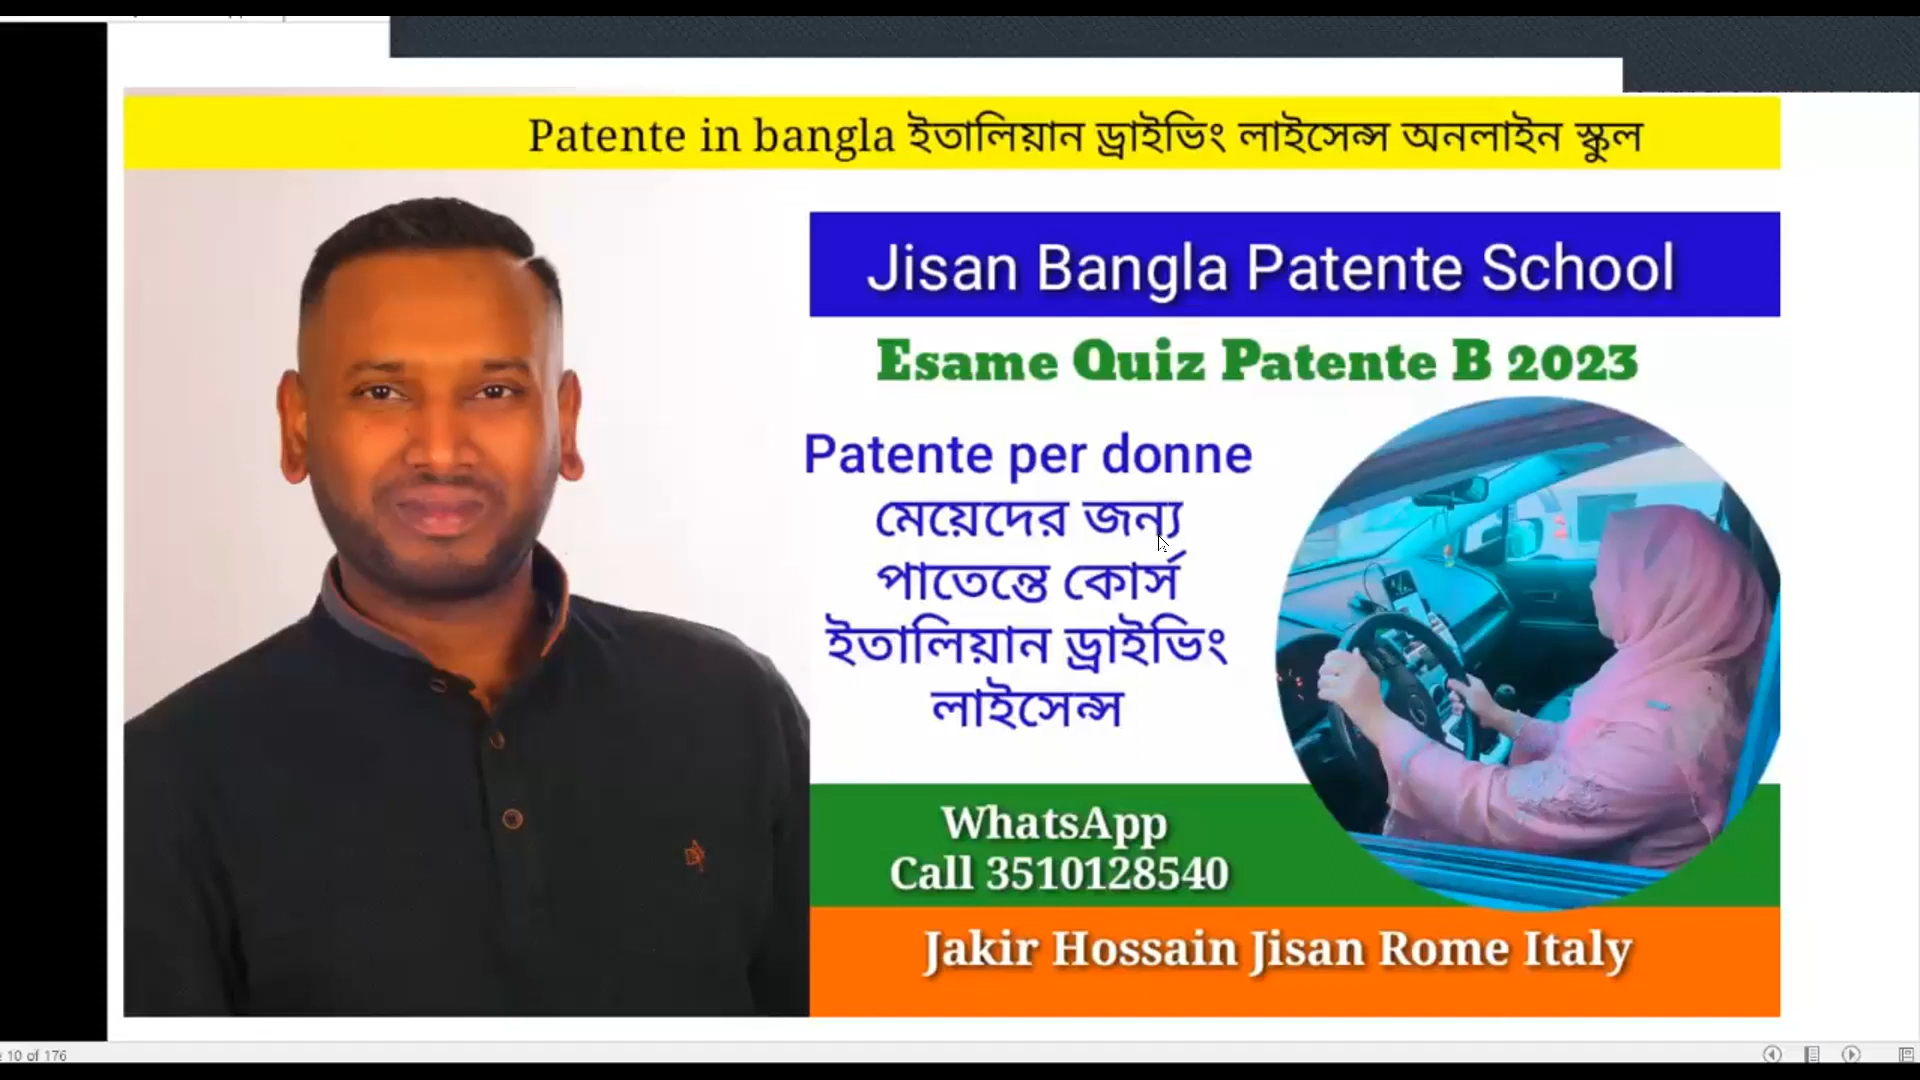 Patente in bangla ইতালিয়ান ড্রাইভিং লাইসেন্স অনলাইন স্কুল
Jisan Bangla Patente School
Esame Quiz Patente B 2023
Patente per donne
মেয়েদের জন্য
পাতেন্তে কোর্স
ইতালিয়ান ড্রাইভিং
লাইসেন্স
WhatsApp
Call 3510128540
Jakir Hossain Jisan Rome Italy
10 of 176